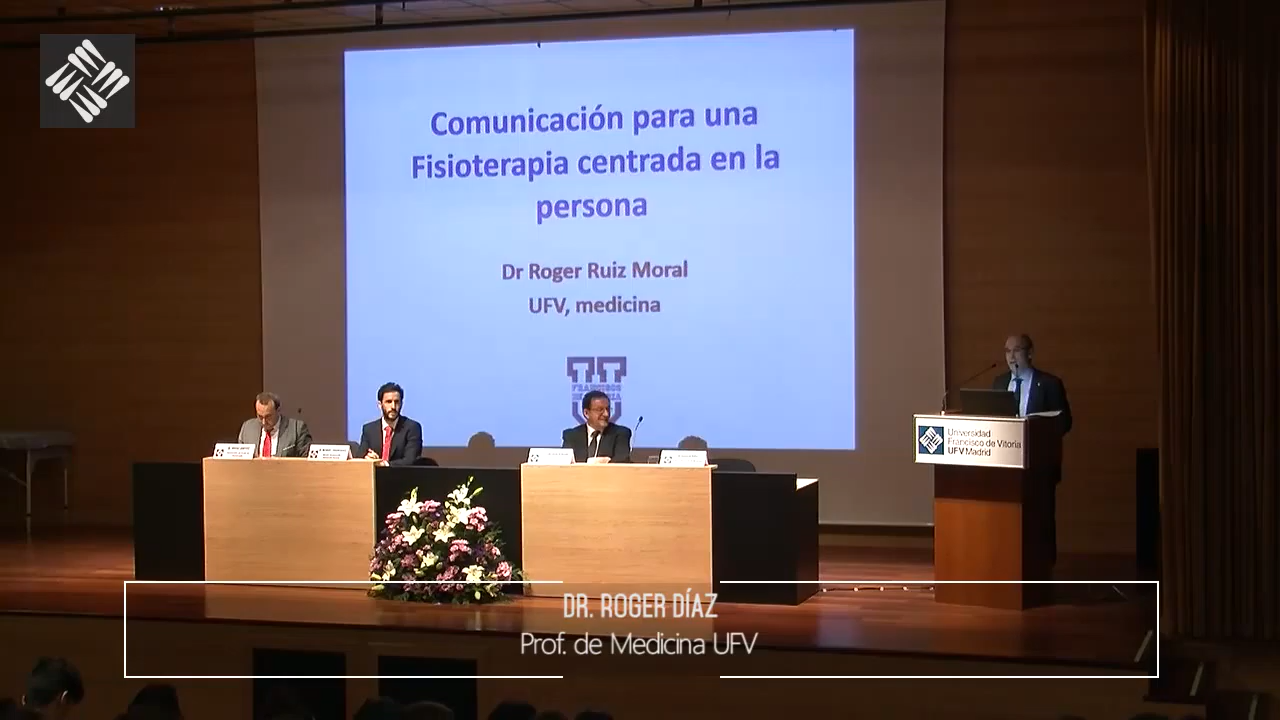 Comunicación para una
Fisioterapia centrada en la
persona
Dr Roger Ruiz Moral
UFV, medicina
Universidad
Francisco de Vitoria
UFV Madrid
DR. ROGER DÍAZ
Prof. de Medicina UFV